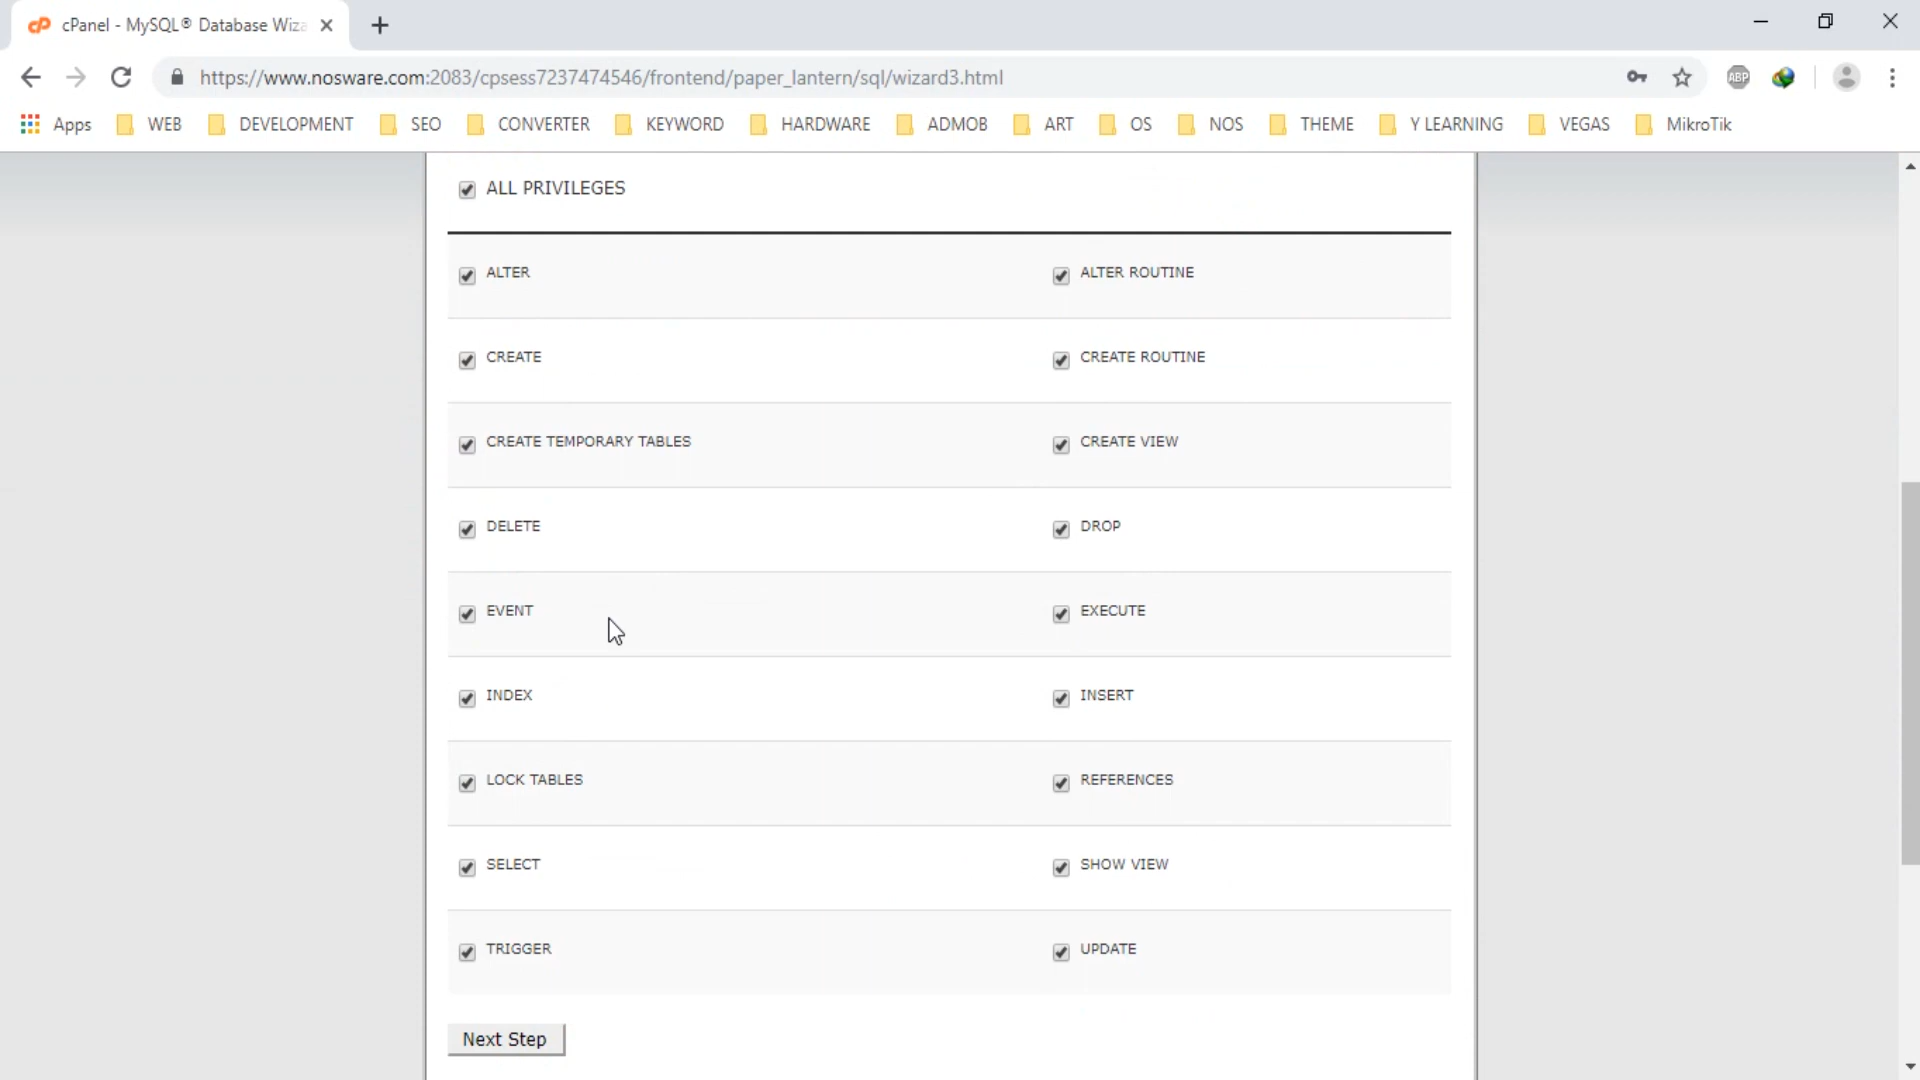 cPanel - MySQL® Database Wiza
https://www.nosware.com:2083/cpsess7237474546/frontend/paper_lantern/sql/wizard3.html
ABP
Apps WEB DEVELOPMENT SEO CONVERTER KEYWORD HARDWARE ADMOB ART OS NOS THEME Y LEARNING VEGAS MikroTik
ALL PRIVILEGES
ALTER ALTER ROUTINE
CREATE CREATE ROUTINE
CREATE TEMPORARY TABLES CREATE VIEW
DELETE DROP
EVENT EXECUTE
INDEX INSERT
LOCK TABLES REFERENCES
SELECT SHOW VIEW
TRIGGER UPDATE
Next Step